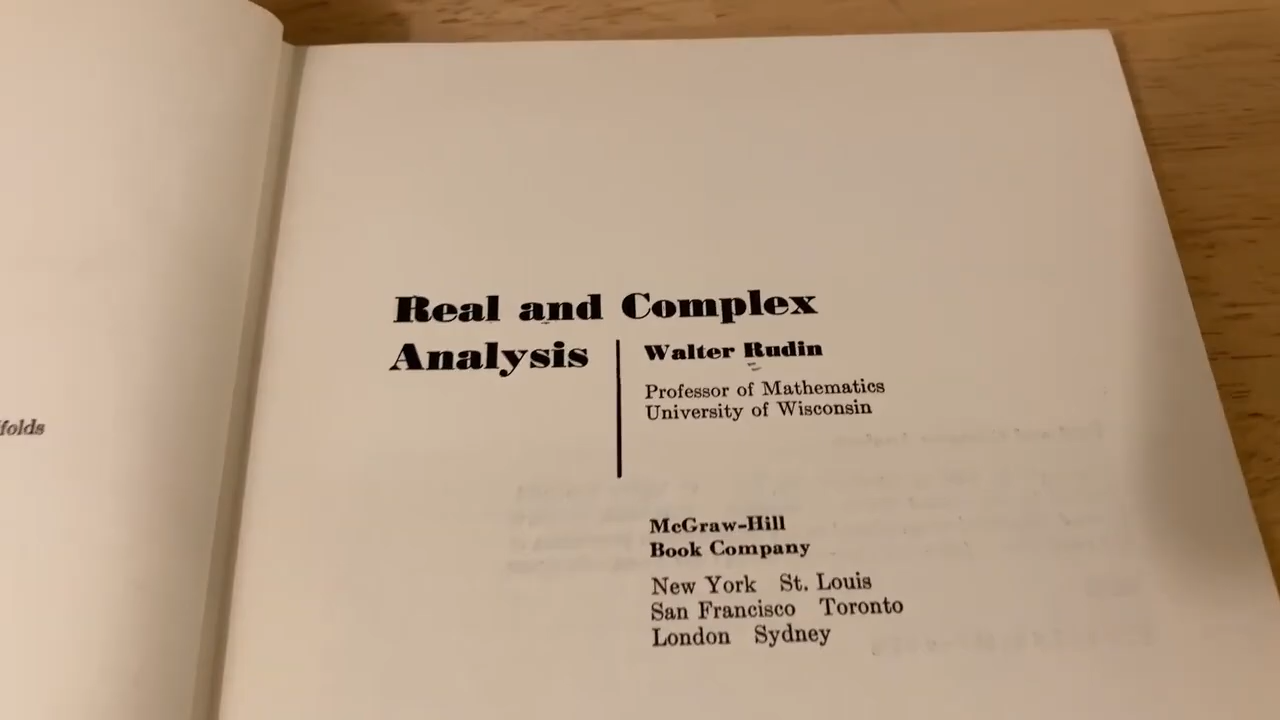 folds
Real and Complex
Analysis
Walter Rudin
Professor of Mathematics
University of Wisconsin
McGraw-Hill
Book Company
New York St. Louis
San Francisco Toronto
London Sydney